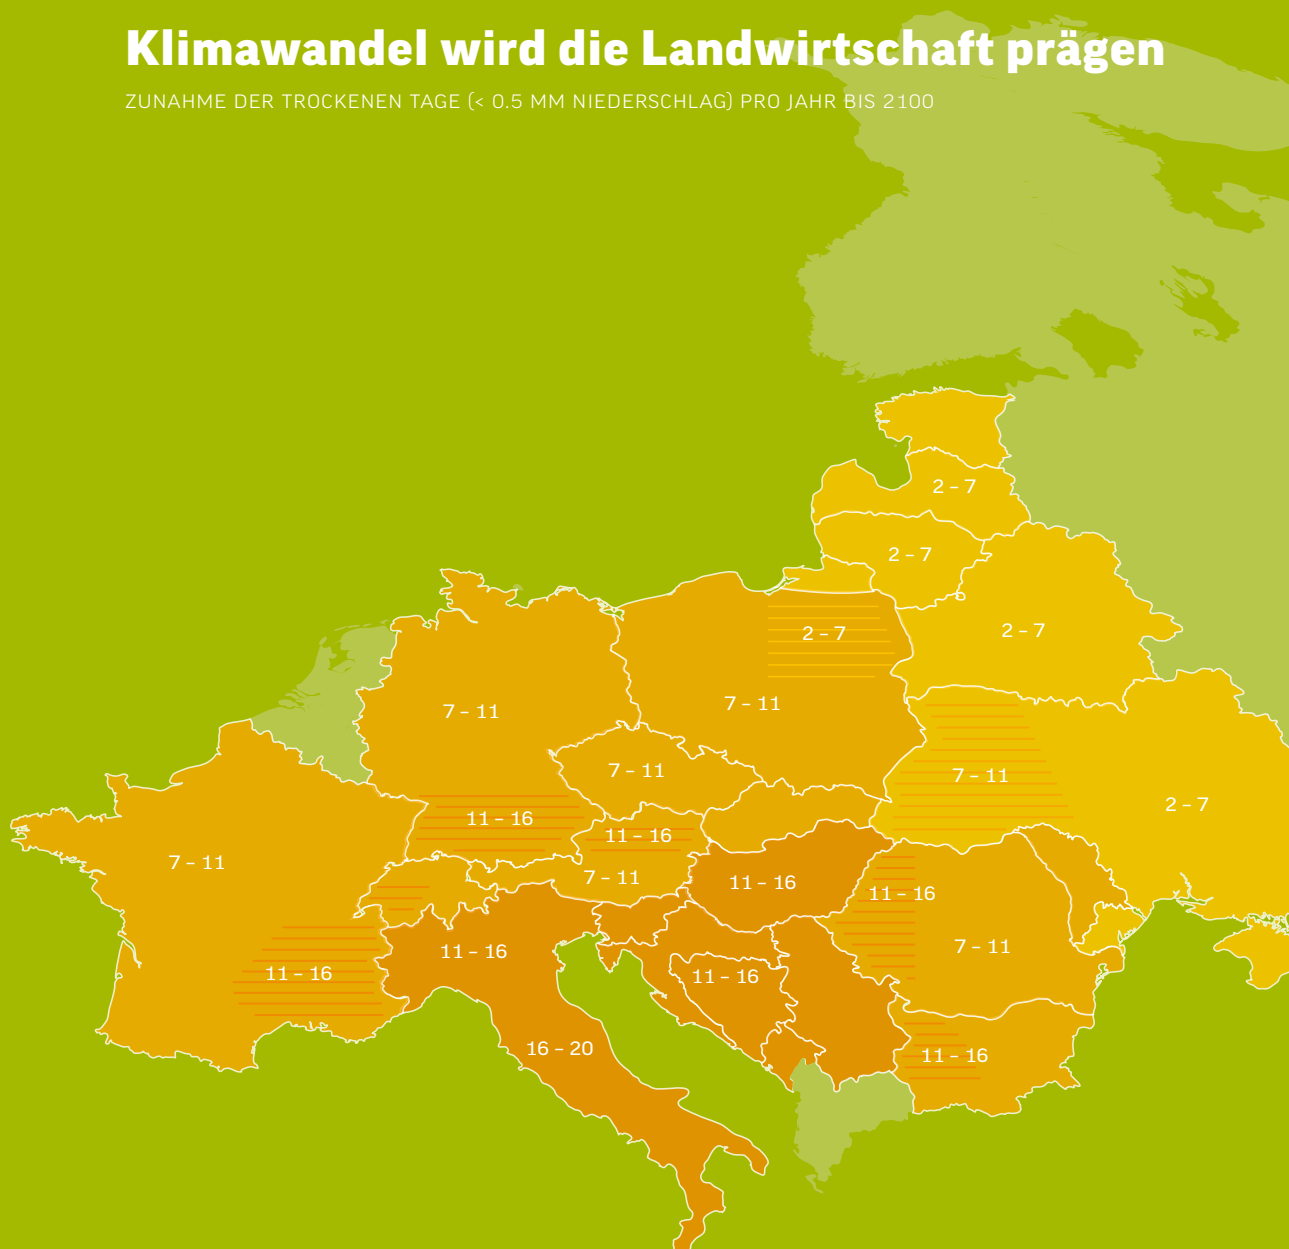 Klimawandel wird die Landwirtschaft prägen
ZUNAHME DER TROCKENEN TAGE (< 0.5 MM NIEDERSCHLAG) PRO JAHR BIS 2100
2 – 7
2 – 7
2 – 7
2 – 7
7 – 11
7 – 11
7 – 11
7 – 11
2 – 7
11 – 16
11 – 16
7 – 11
7 – 11
11 – 16
11 – 16
7 – 11
11 – 16
11 – 16
11 – 16
16 – 20
11 – 16